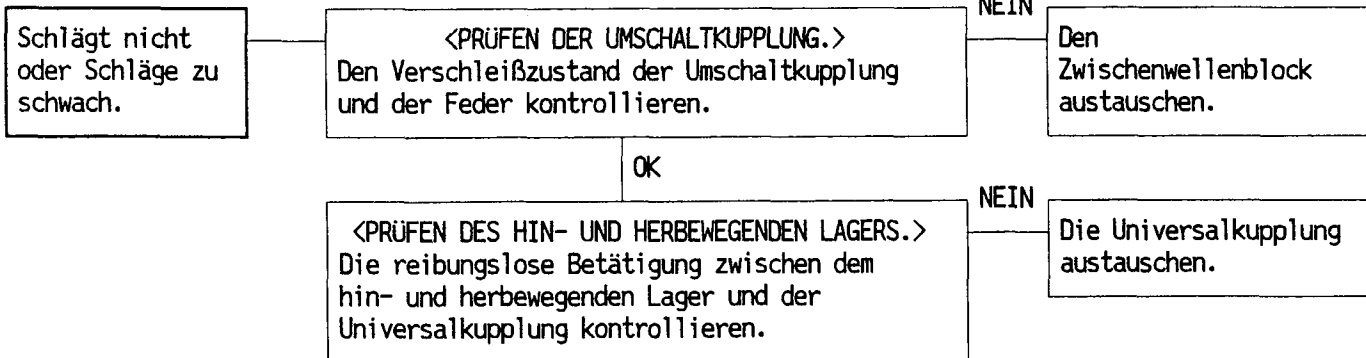 Schlägt nicht
oder Schläge zu
schwach.
<PRÜFEN DER UMSCHALTKUPPLUNG.>
Den Verschleißzustand der Umschaltkupplung
und der Feder kontrollieren.
NEIN
Den
Zwischenwellenblock
austauschen.
OK
<PRÜFEN DES HIN- UND HERBEWEGENDEN LAGERS.>
Die reibungslose Betätigung zwischen dem
hin- und herbewegenden Lager und der
Universalkupplung kontrollieren.
NEIN
Die Universalkupplung
austauschen.